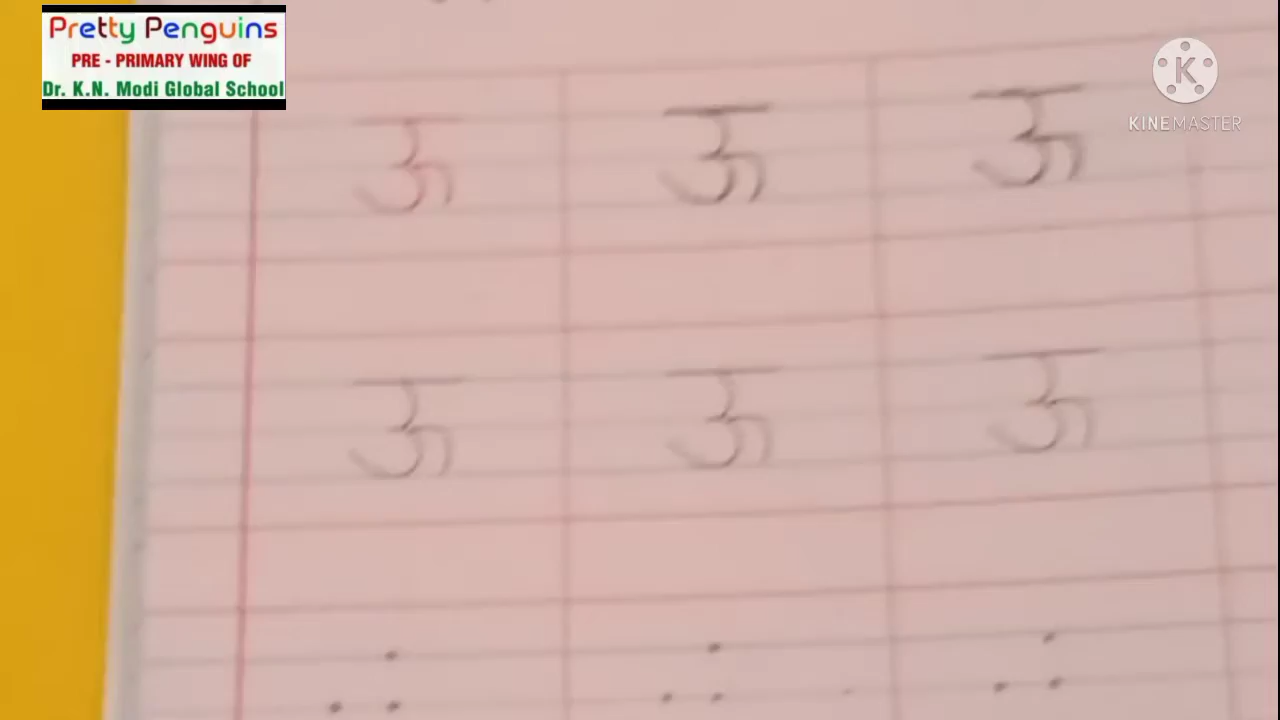 Pretty Penguins
PRE - PRIMARY WING OF
Dr. K.N. Modi Global School
K
KINEMASTER
ऊ ऊ ऊ
ऊ ऊ ऊ